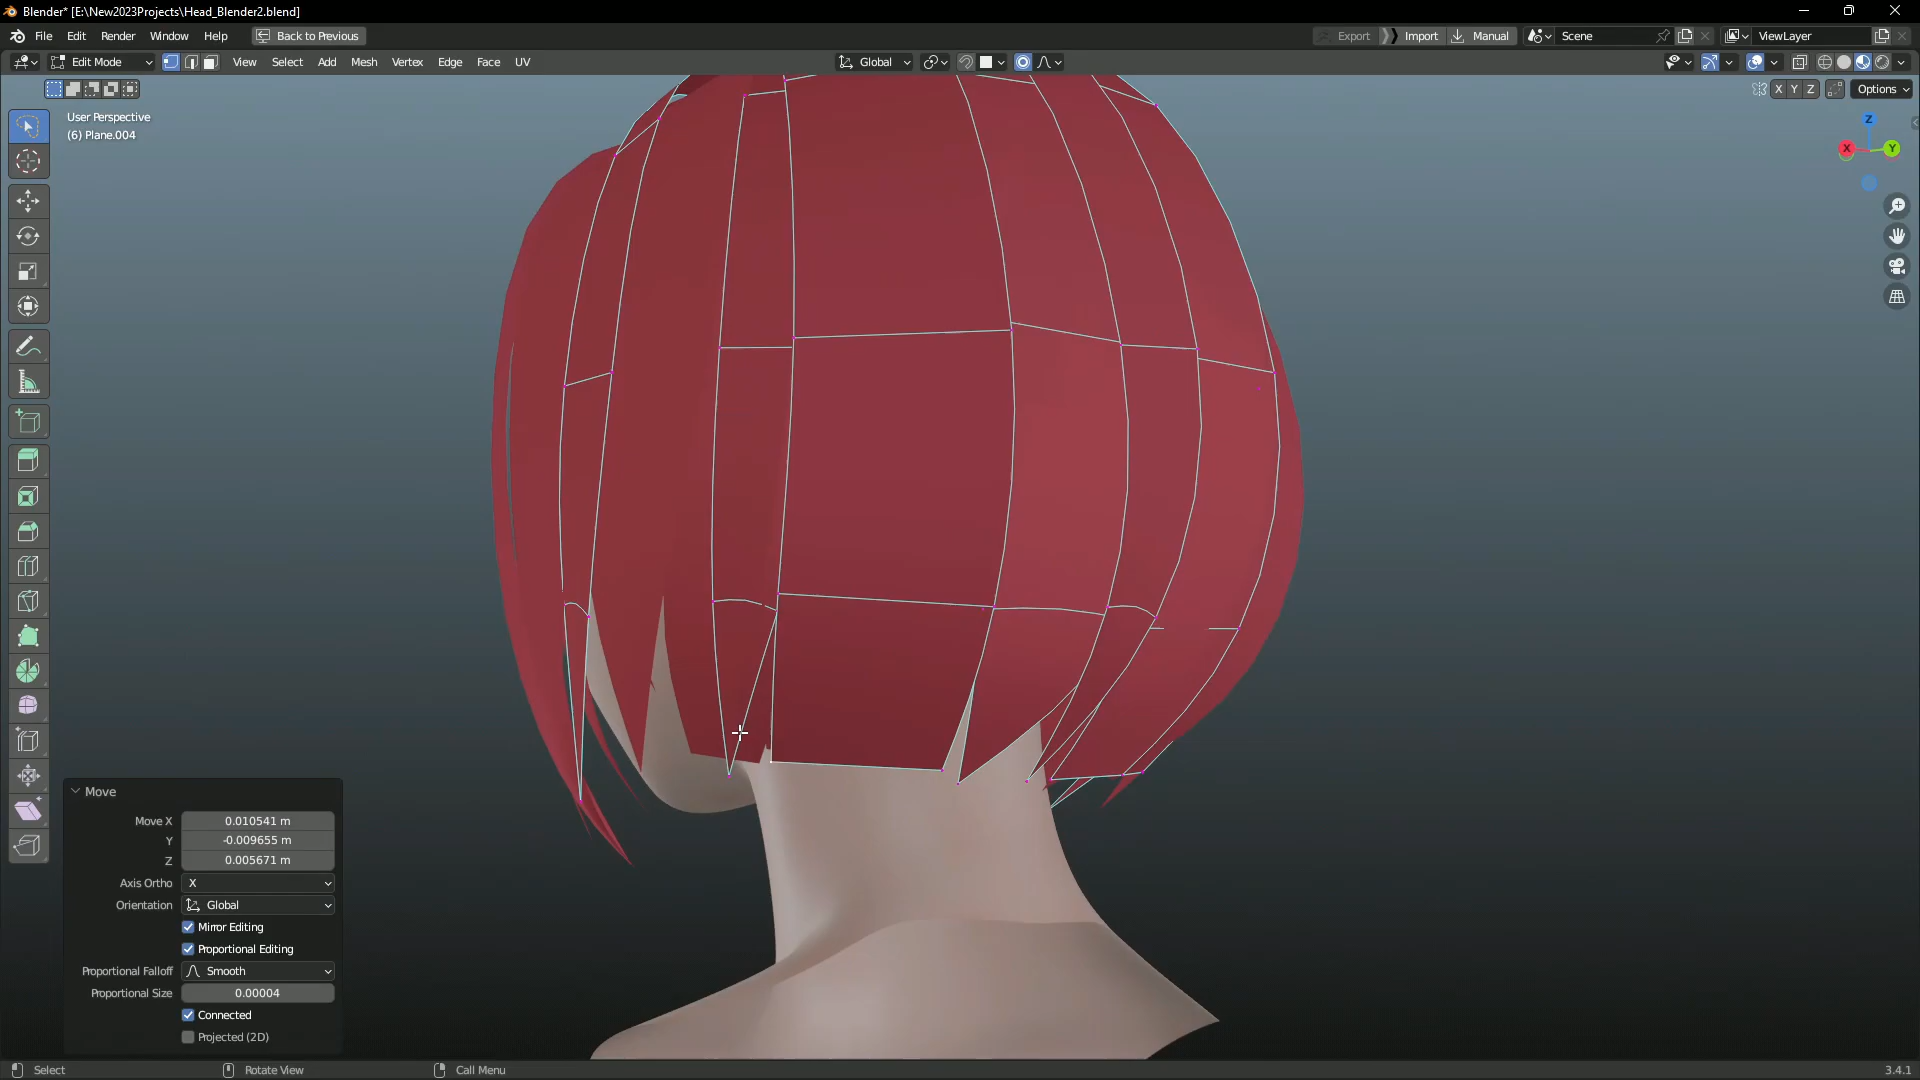 Blender* [E:\New2023Projects\Head_Blender2.blend]
File Edit Render Window Help Back to Previous Export Import Manual Scene ViewLayer
Edit Mode View Select Add Mesh Vertex Edge Face UV Global
X Y Z Options
User Perspective
(6) Plane.004
Z
X Y
Move
Move X 0.010541 m
Y -0.009655 m
Z 0.005671 m
Axis Ortho X
Orientation Global
Mirror Editing
Proportional Editing
Proportional Falloff Smooth
Proportional Size 0.00004
Connected
Projected (2D)
Select Rotate View Call Menu 3.4.1